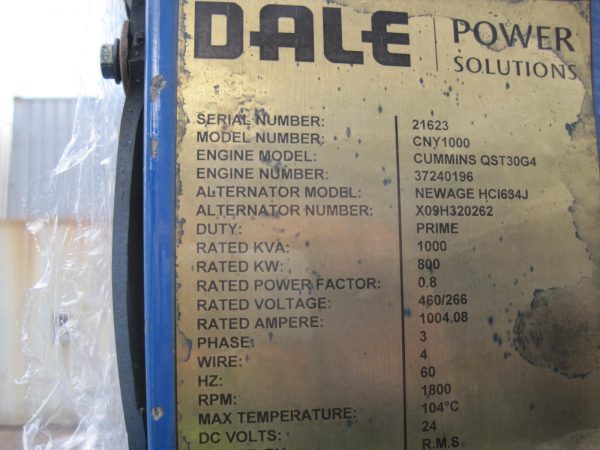 DALE POWER
SOLUTIONS
SERIAL NUMBER: 21623
MODEL NUMBER: CNY1000
ENGINE MODEL: CUMMINS QST30G4
ENGINE NUMBER: 37240196
ALTERNATOR MODEL: NEWAGE HCI634J
ALTERNATOR NUMBER: X09H320262
DUTY: PRIME
RATED KVA: 1000
RATED KW: 800
RATED POWER FACTOR: 0.8
RATED VOLTAGE: 460/266
RATED AMPERE: 1004.08
PHASE: 3
WIRE: 4
HZ: 60
RPM: 1800
MAX TEMPERATURE: 104°C
DC VOLTS: 24
R.M.S